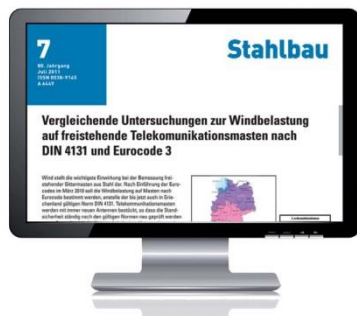 7
Stahlbau
80. Jahrgang
Juli 2011
ISSN 0038-9145
A 6449
Vergleichende Untersuchungen zur Windbelastung
auf freistehende Telekomunikationsmasten nach
DIN 4131 und Eurocode 3
Wind stellt die wichtigste Einwirkung bei der Bemessung frei-
stehender Gittermasten aus Stahl dar. Nach Einführung der Euro-
codes im März 2010 soll die Windbelastung auf Masten nach
Eurocode bestimmt werden, anstelle der bis jetzt auch in Grie-
chenland gültigen Norm DIN 4131. Telekommunikationsmasten
werden mit immer neuen Antennen bestückt, so dass die Stand-
sicherheit ständig nach den gültigen Normen neu geprüft werden